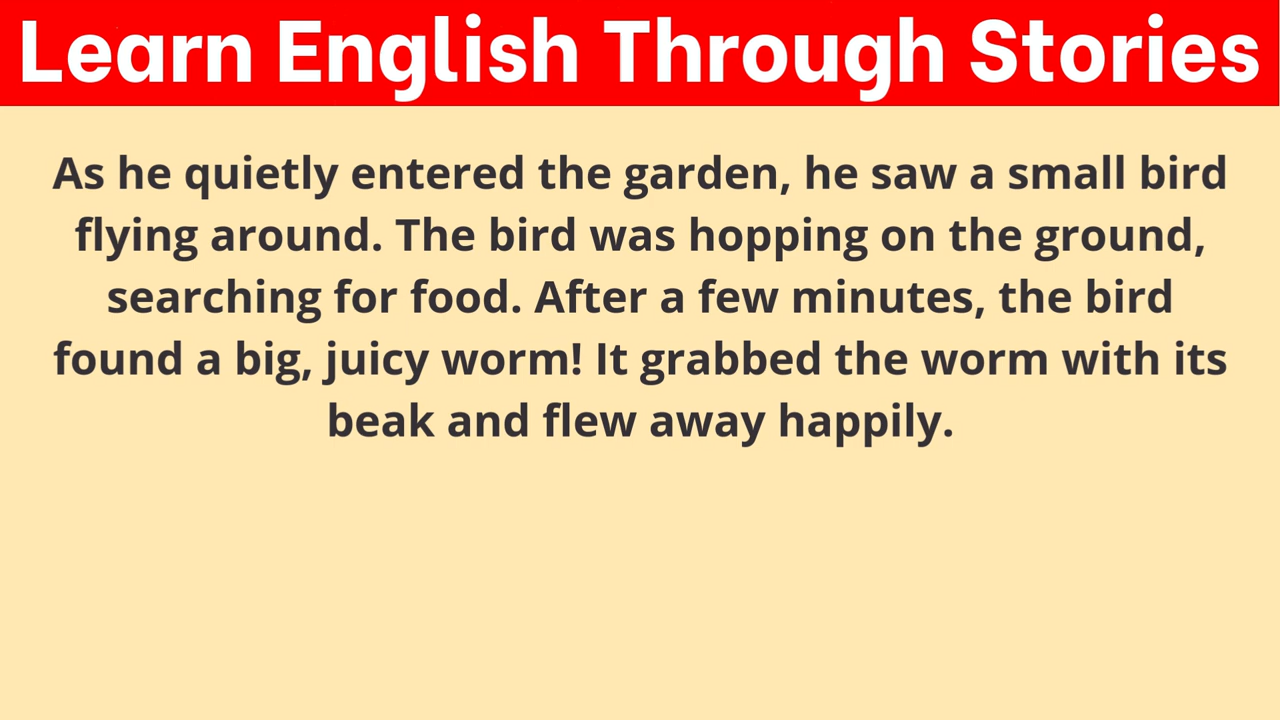 Learn English Through Stories
As he quietly entered the garden, he saw a small bird
flying around. The bird was hopping on the ground,
searching for food. After a few minutes, the bird
found a big, juicy worm! It grabbed the worm with its
beak and flew away happily.